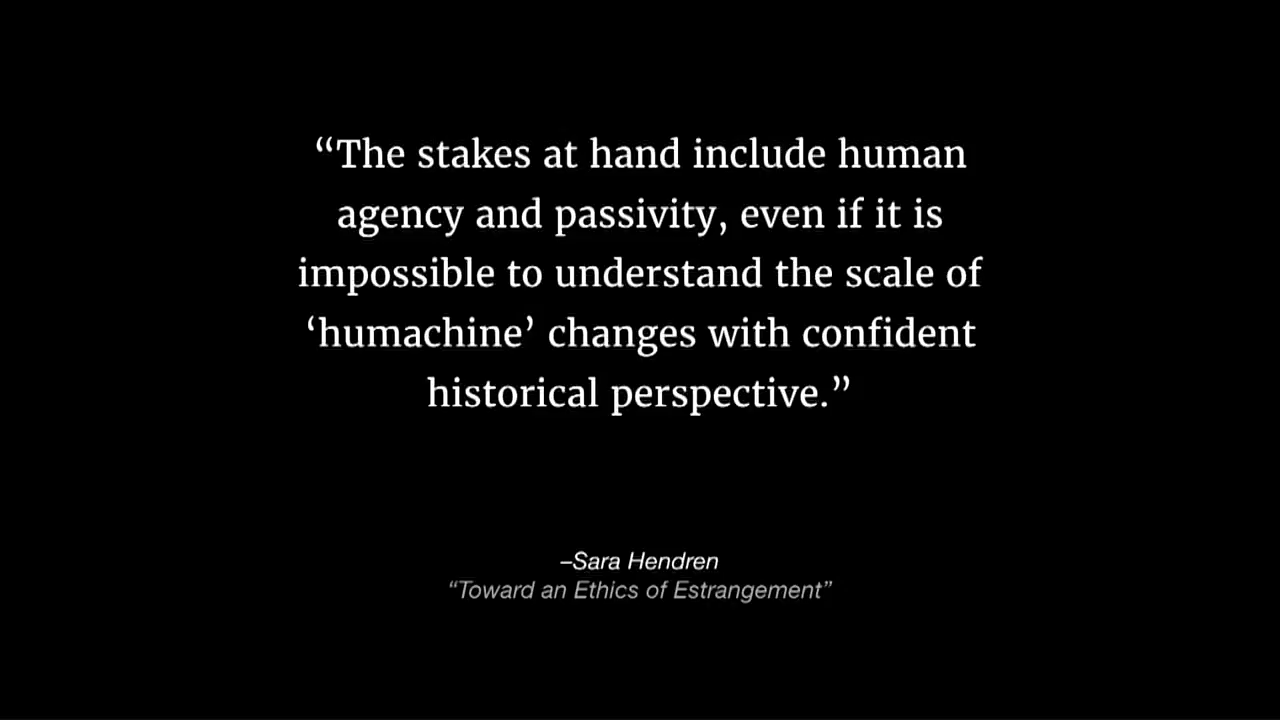 “The stakes at hand include human
agency and passivity, even if it is
impossible to understand the scale of
‘humachine’ changes with confident
historical perspective.”
–Sara Hendren
“Toward an Ethics of Estrangement”